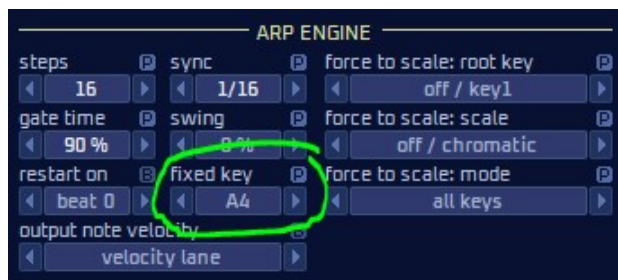 ARP ENGINE
steps P sync P force to scale: root key P
16 1/16 off / key1
gate time P swing P force to scale: scale P
90 % 0 % off / chromatic
restart on B fixed key P force to scale: mode P
beat 0 A4 all keys
output note velocity B
velocity lane